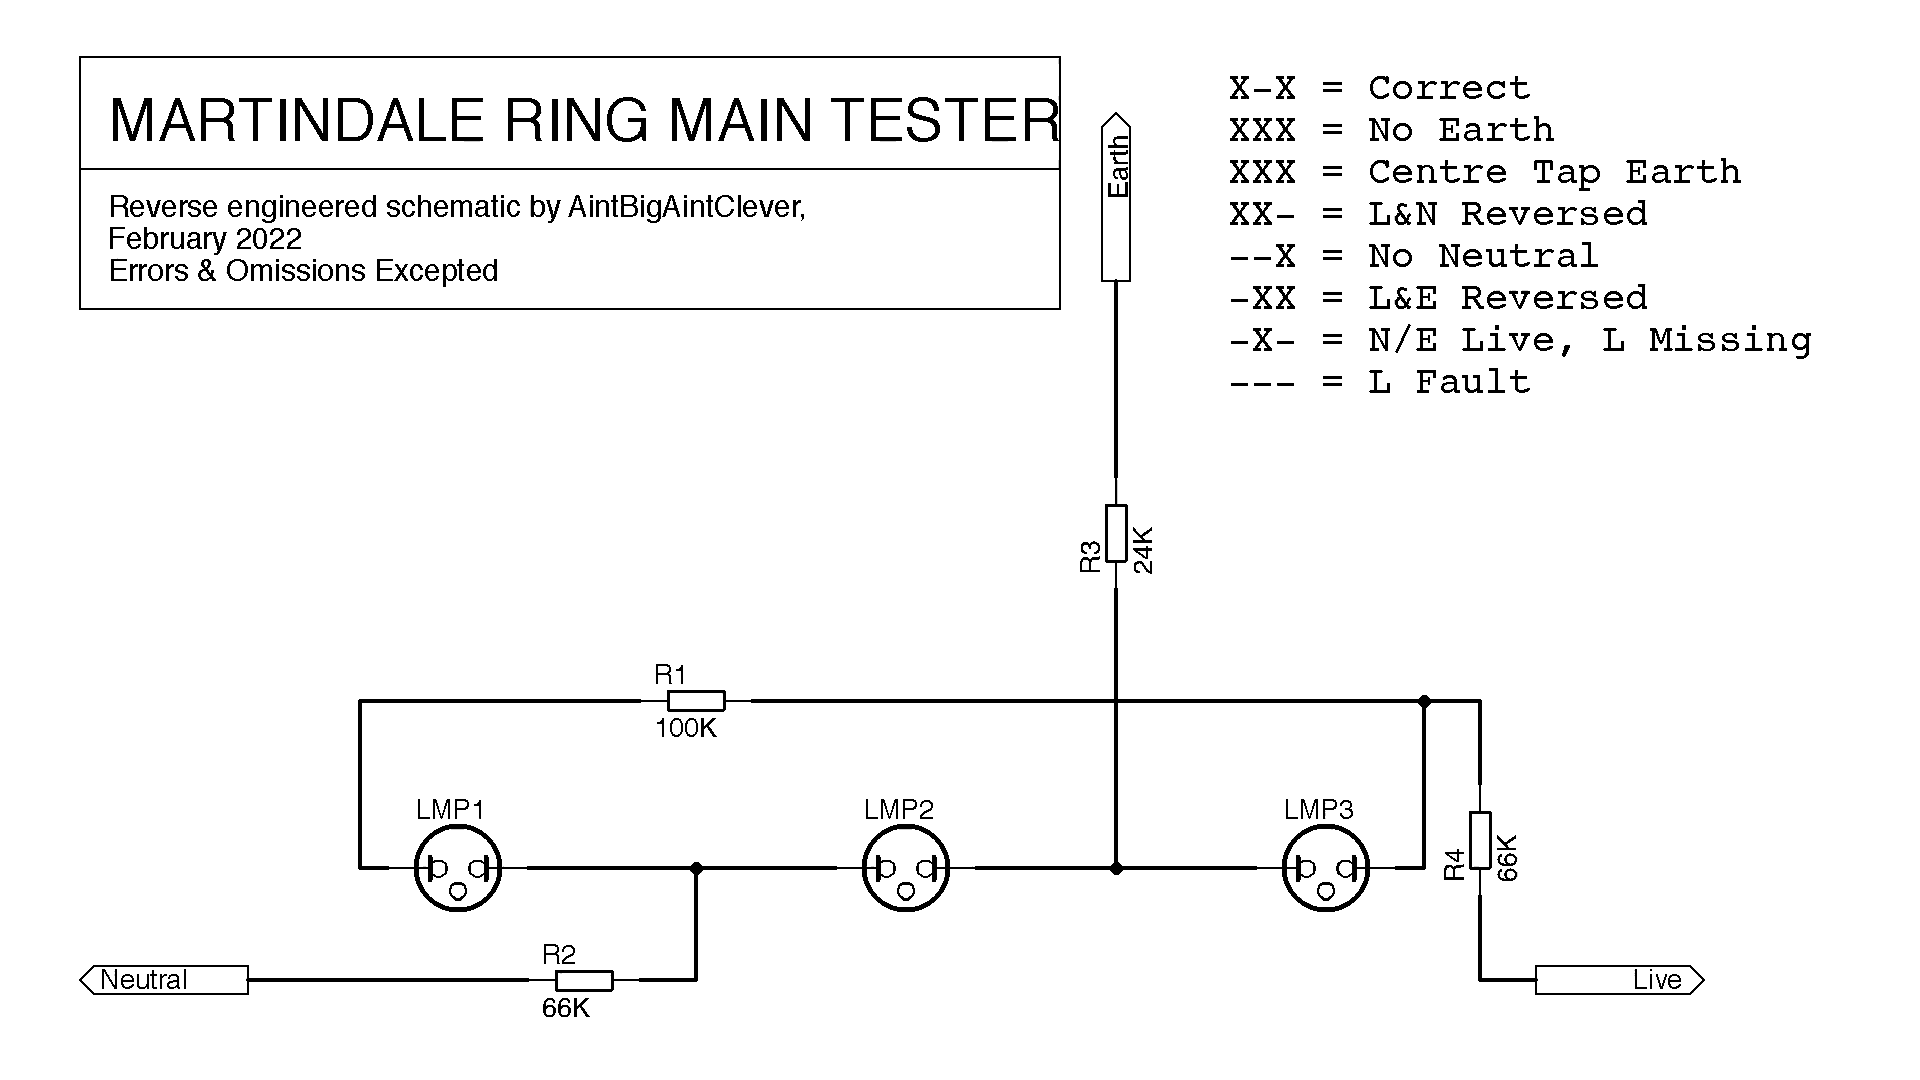 MARTINDALE RING MAIN TESTER
Reverse engineered schematic by AintBigAintClever,
February 2022
Errors & Omissions Excepted
Earth
X-X = Correct
XXX = No Earth
XXX = Centre Tap Earth
XX- = L&N Reversed
--X = No Neutral
-XX = L&E Reversed
-X- = N/E Live, L Missing
--- = L Fault
R3
24K
R1
100K
LMP1
LMP2
LMP3
R4
66K
R2
66K
Neutral
Live